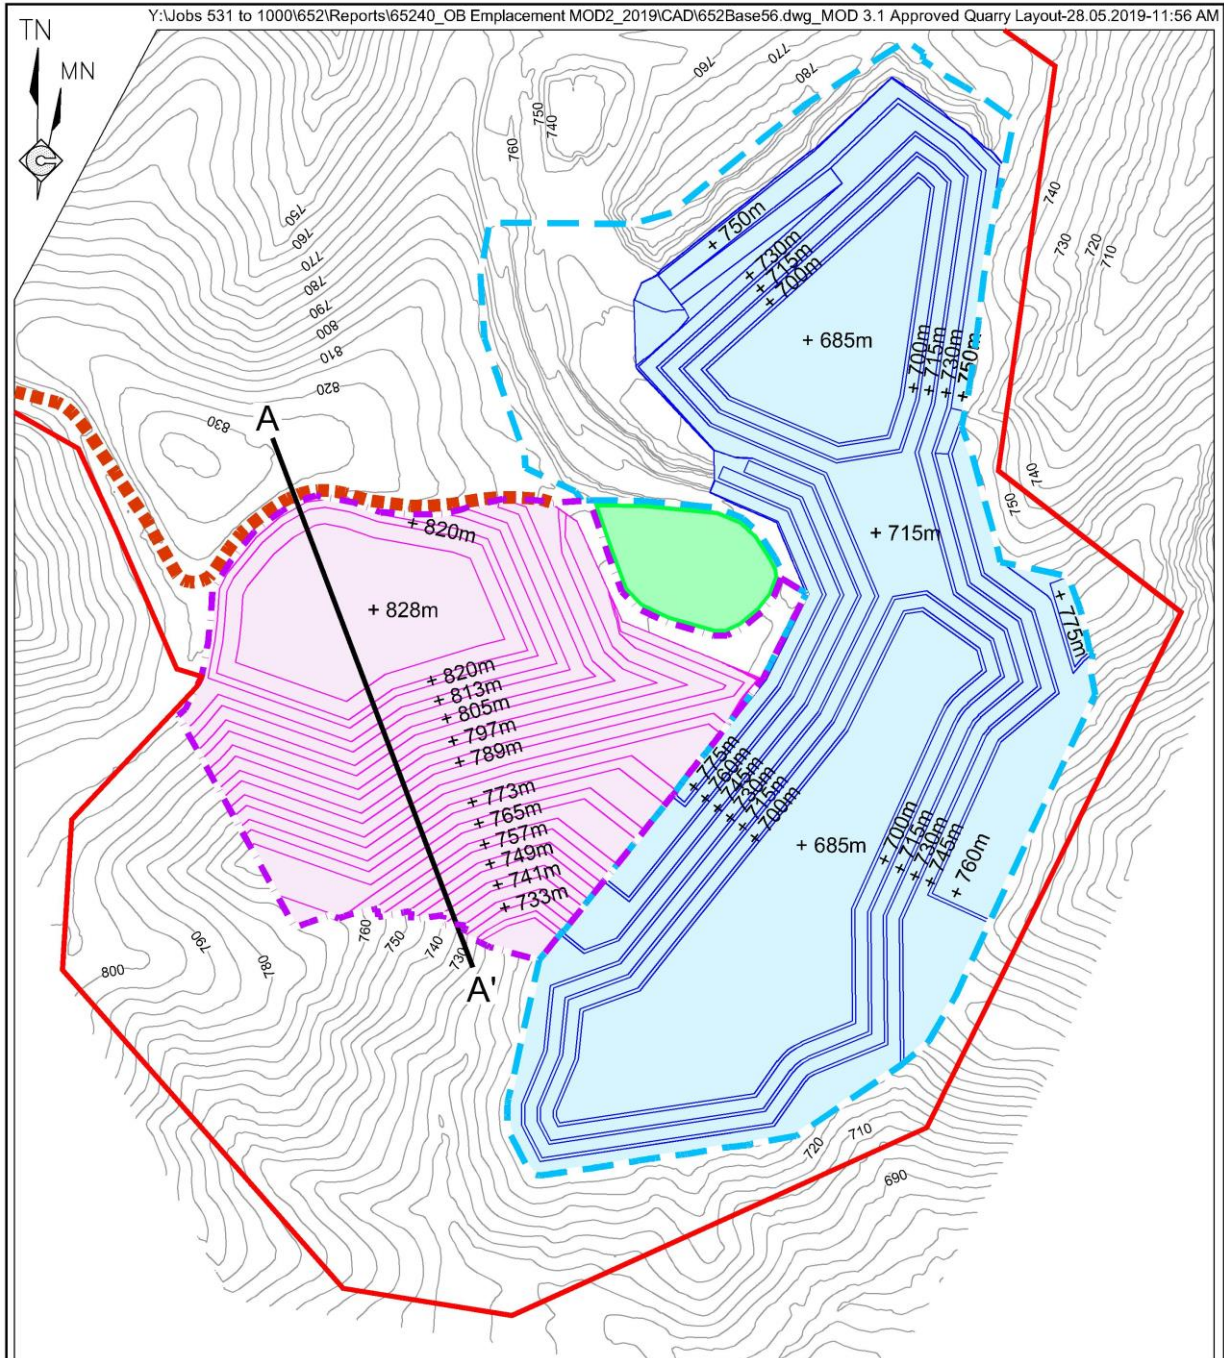 Y:\Jobs 531 to 1000\652\Reports\65240_OB Emplacement MOD2_2019\CAD\652Base56.dwg_MOD 3.1 Approved Quarry Layout-28.05.2019-11:56 AM
TN
MN
760
770
780
750
740
760
740
730
720
710
750
760
770
780
790
800
810
820
830
+ 750m
+ 730m
+ 715m
+ 700m
+ 685m
+ 700m
+ 715m
+ 730m
+ 750m
A
740
750
+ 820m
+ 715m
+ 828m
+ 775m
+ 820m
+ 813m
+ 805m
+ 797m
+ 789m
+ 773m
+ 765m
+ 757m
+ 749m
+ 741m
+ 733m
+ 775m
+ 760m
+ 745m
+ 730m
+ 715m
+ 700m
+ 685m
+ 700m
+ 715m
+ 730m
+ 745m
+ 760m
760
750
740
730
790
780
800
A'
720
710
690